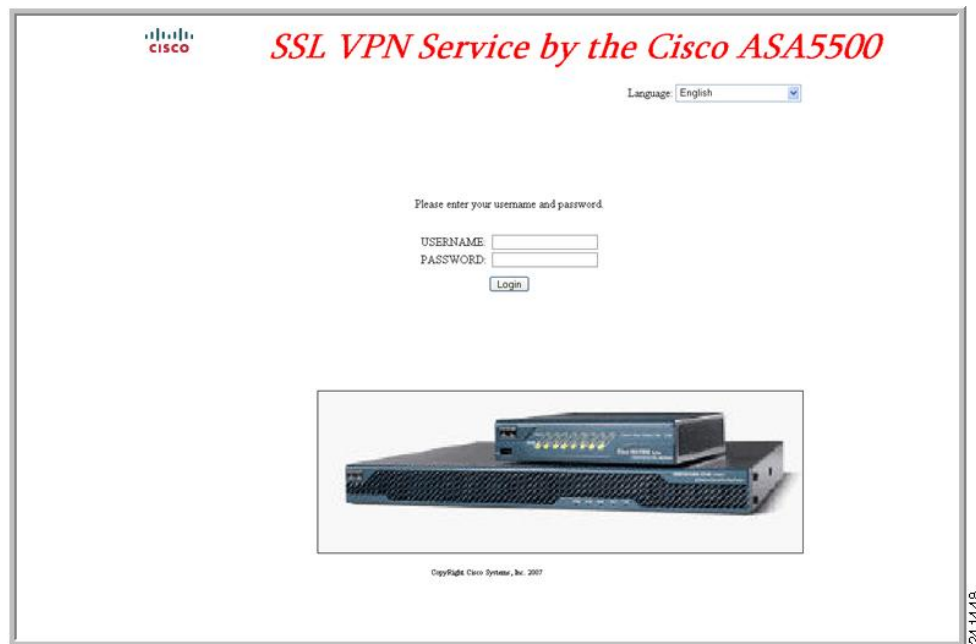 CISCO
SSL VPN Service by the Cisco ASA5500
Language: English
Please enter your username and password.
USERNAME:
PASSWORD:
Login
CopyRight Cisco Systems, Inc. 2007
211448